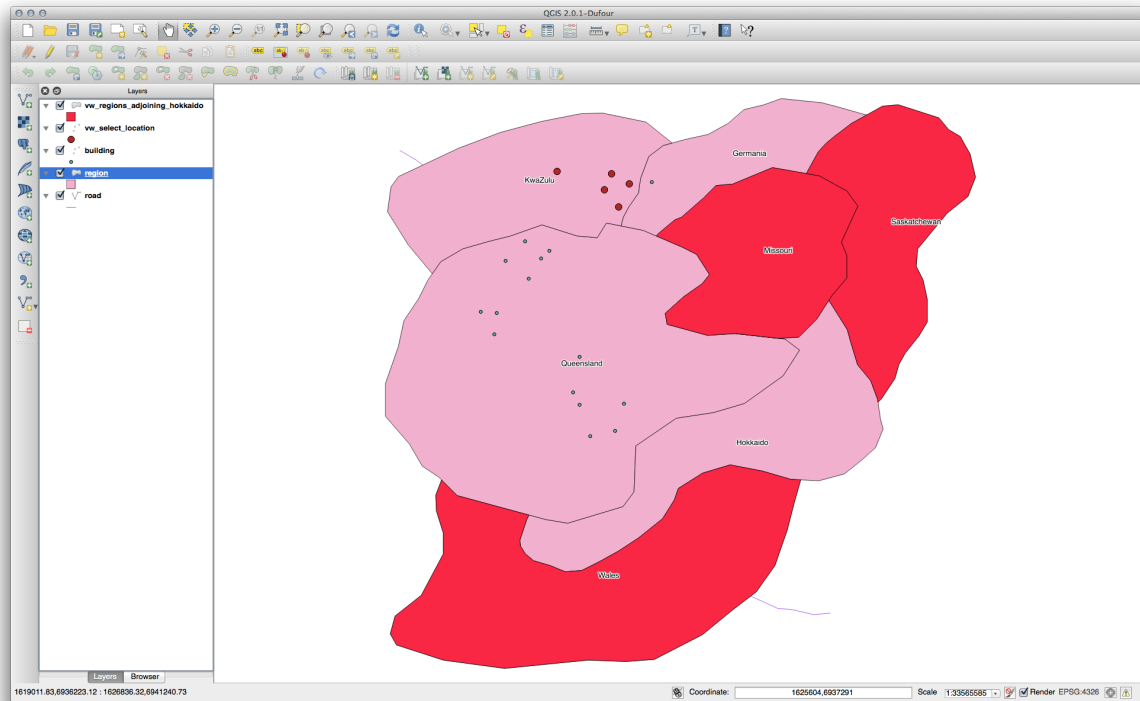 QGIS 2.0.1-Dufour
Layers
vw_regions_adjoining_hokkaido
vw_select_location
building
region
road
Germania
KwaZulu
Saskatchewan
Missouri
Queensland
Hokkaido
Wales
Layers Browser
1619011.83,6936223.12 : 1626836.32,6941240.73
Coordinate: 1625604,6937291 Scale 1:33565585 Render EPSG:4326